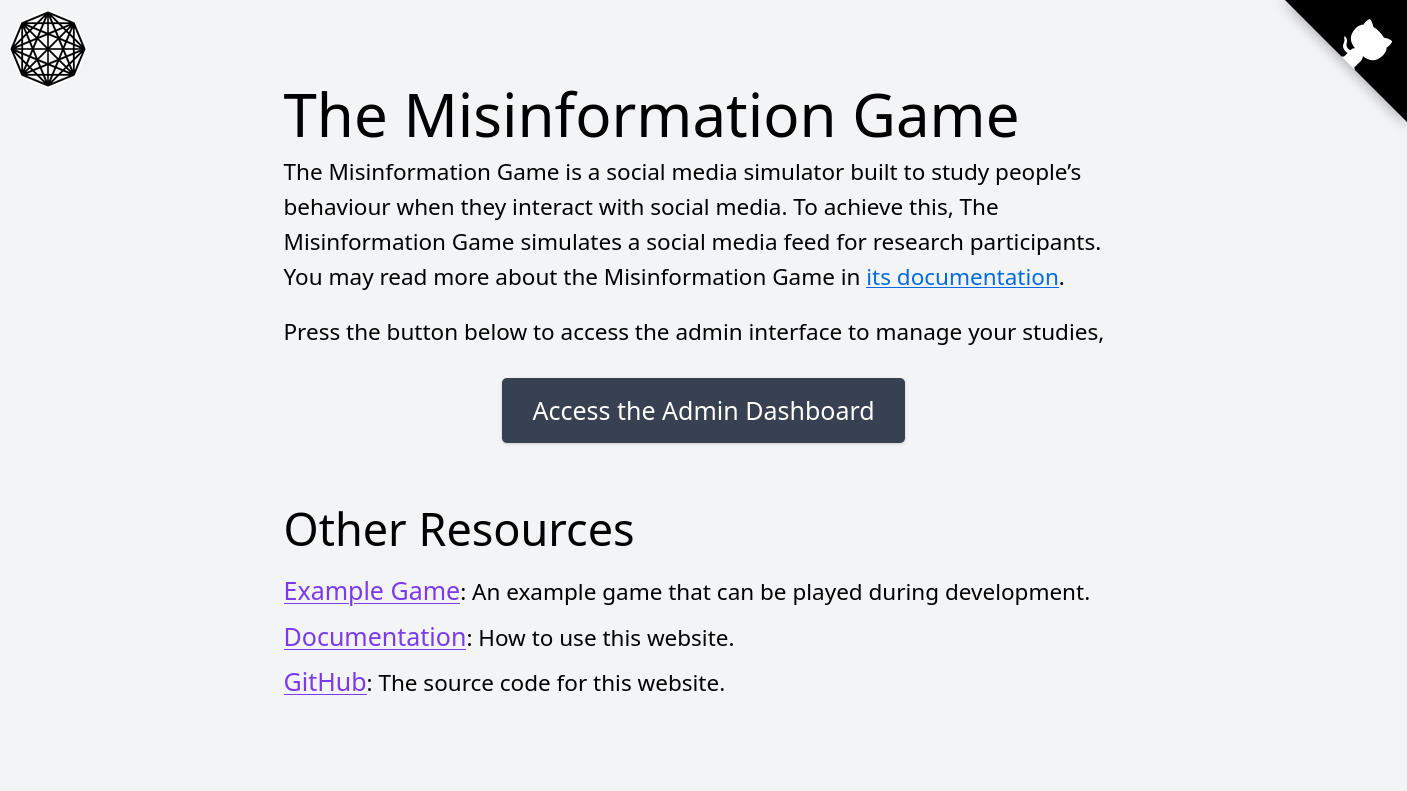 The Misinformation Game
The Misinformation Game is a social media simulator built to study people’s
behaviour when they interact with social media. To achieve this, The
Misinformation Game simulates a social media feed for research participants.
You may read more about the Misinformation Game in its documentation.
Press the button below to access the admin interface to manage your studies,
Access the Admin Dashboard
Other Resources
Example Game: An example game that can be played during development.
Documentation: How to use this website.
GitHub: The source code for this website.